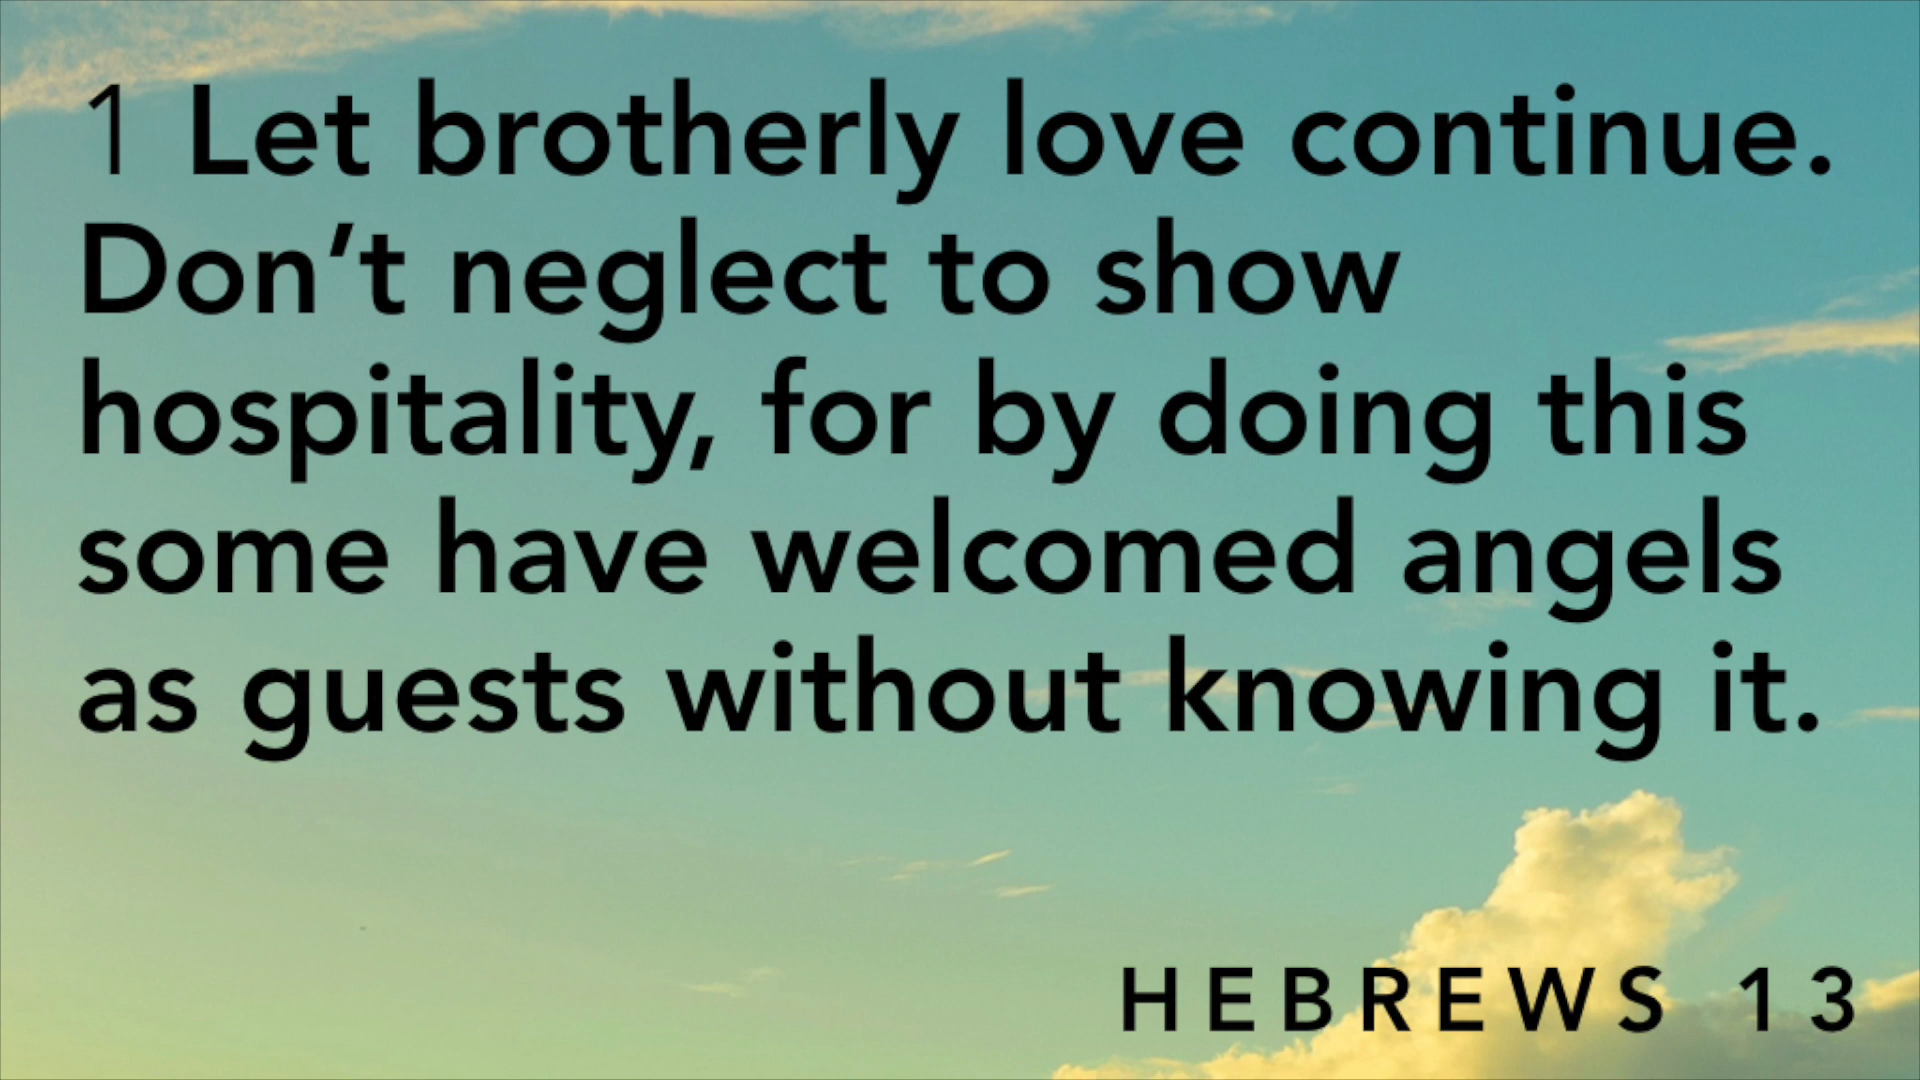 1 Let brotherly love continue.
Don’t neglect to show
hospitality, for by doing this
some have welcomed angels
as guests without knowing it.
HEBREWS 13